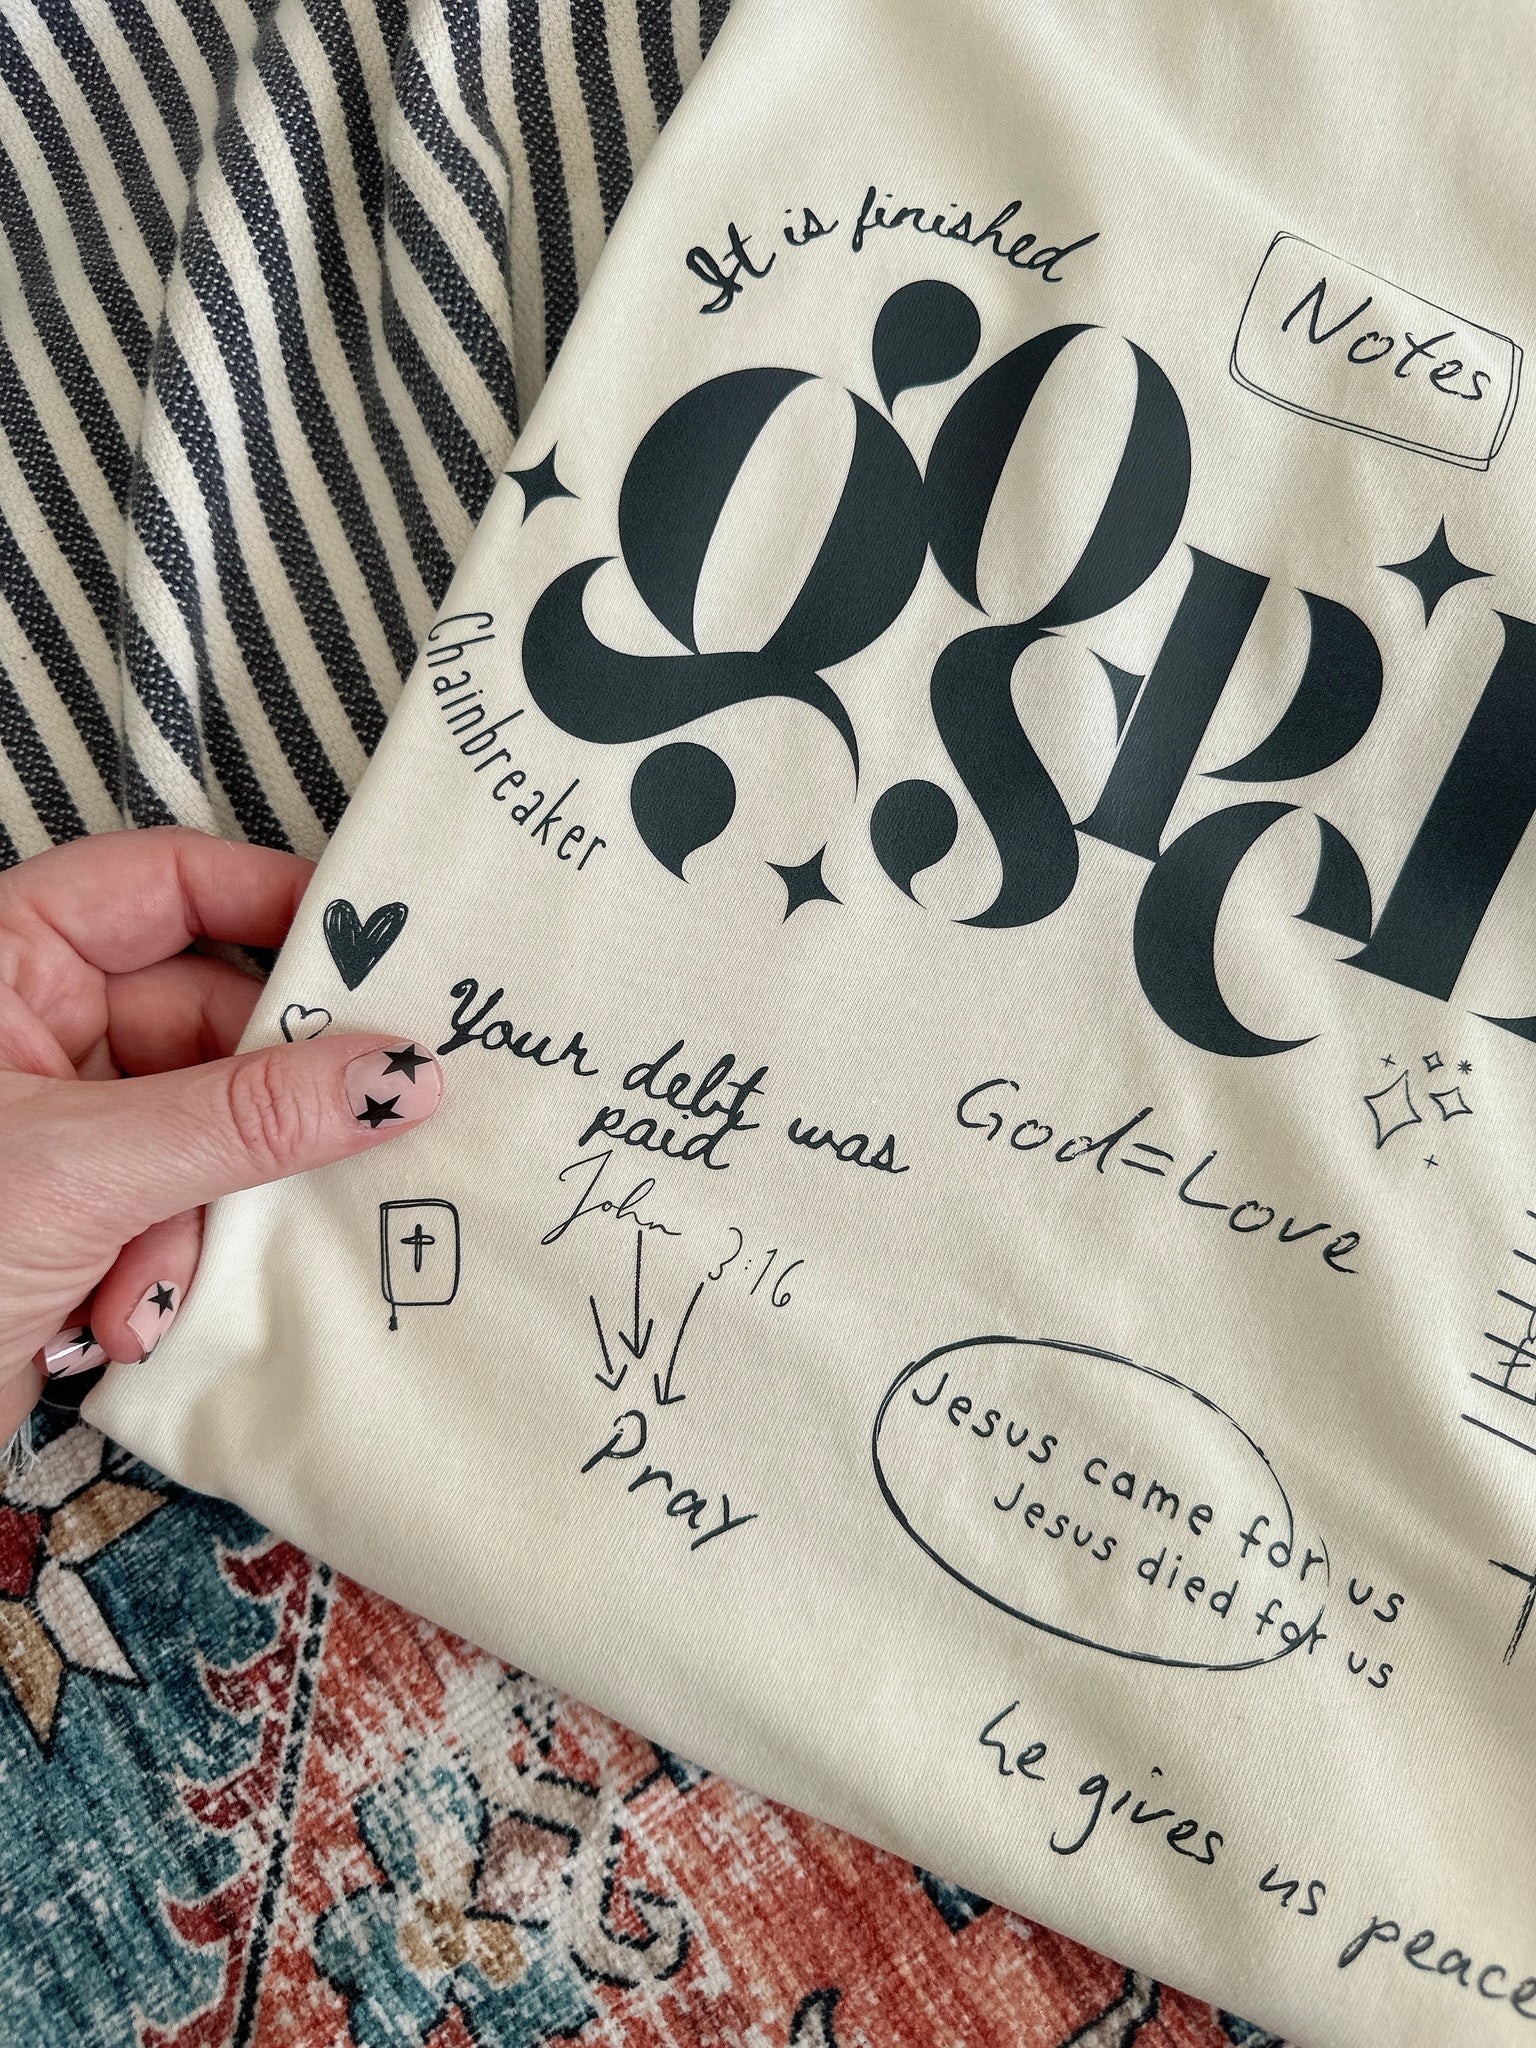 It is finished
Notes
gospel
Chainbreaker
Your debt was
paid
God=Love
John 3:16
Pray
Jesus came for us
Jesus died for us
he gives us peace